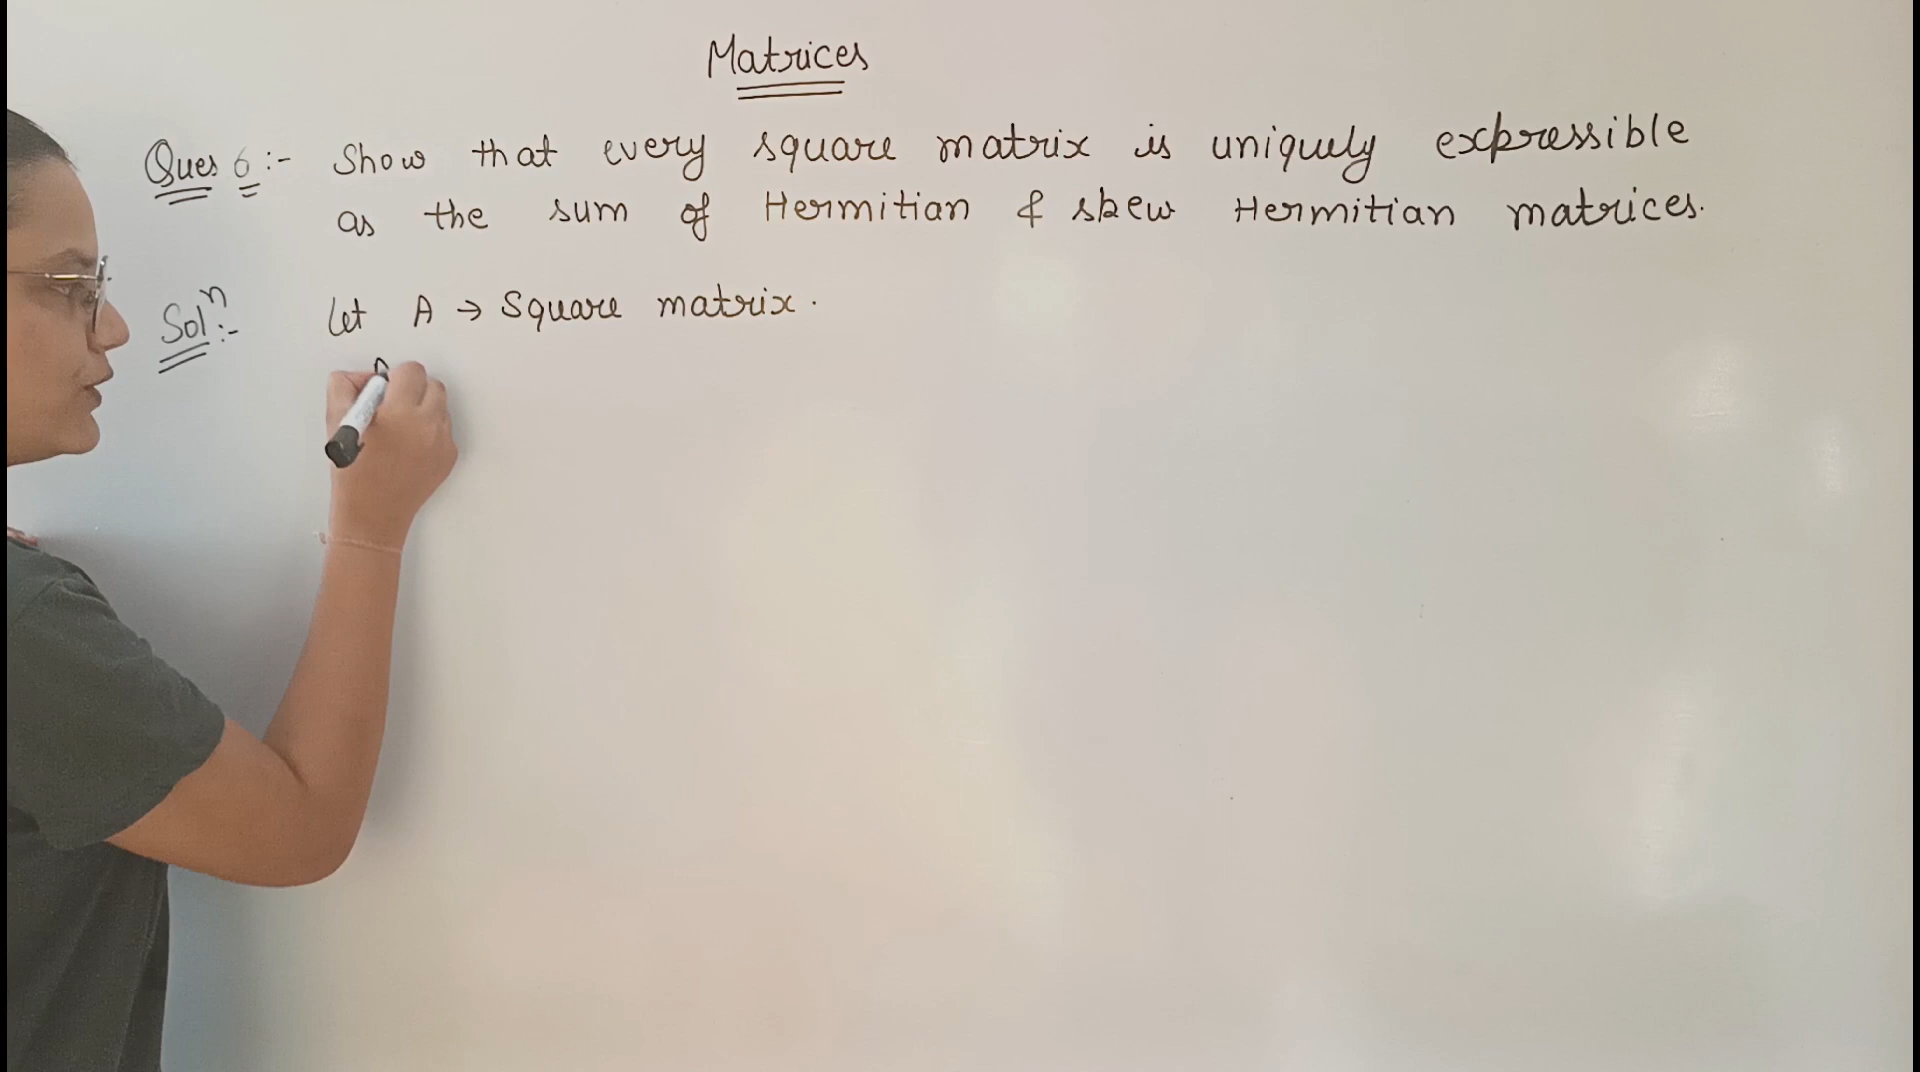 Matrices
Ques 6 :- Show that every square matrix is uniquely expressible
as the sum of Hermitian & skew Hermitian matrices.
Solⁿ :- Let A → Square matrix.
A